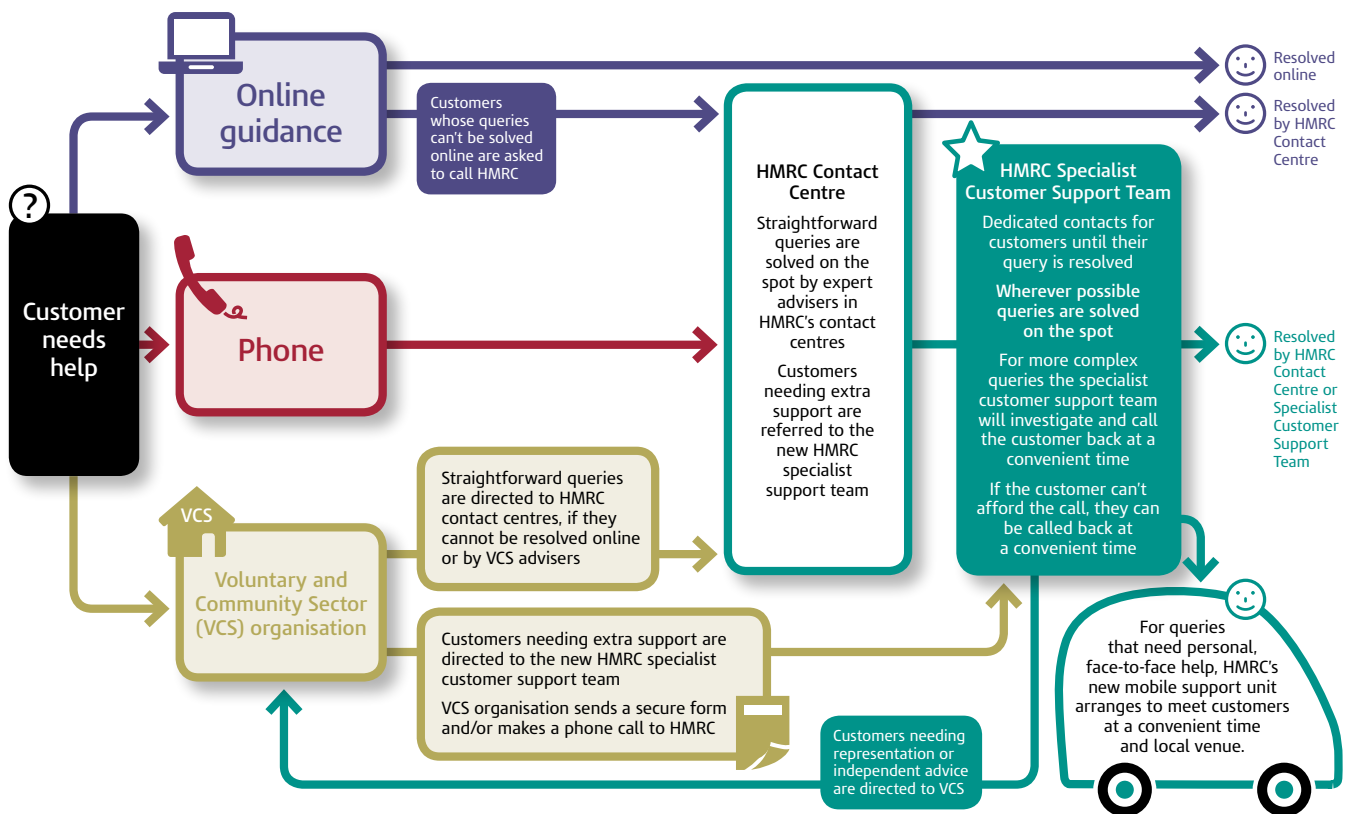 ?
Customer
needs
help
Online
guidance
Customers
whose queries
can't be solved
online are asked
to call HMRC
Phone
VCS
Voluntary and
Community Sector
(VCS) organisation
Straightforward queries
are directed to HMRC
contact centres, if they
cannot be resolved online
or by VCS advisers
Customers needing extra support are
directed to the new HMRC specialist
customer support team
VCS organisation sends a secure form
and/or makes a phone call to HMRC
HMRC Contact
Centre
Straightforward
queries are
solved on the
spot by expert
advisers in
HMRC's contact
centres
Customers
needing extra
support are
referred to the
new HMRC
specialist
support team
HMRC Specialist
Customer Support Team
Dedicated contacts for
customers until their
query is resolved
Wherever possible
queries are solved
on the spot
For more complex
queries the specialist
customer support team
will investigate and call
the customer back at a
convenient time
If the customer can't
afford the call, they can
be called back at
a convenient time
Customers needing
representation or
independent advice
are directed to VCS
For queries
that need personal,
face-to-face help, HMRC's
new mobile support unit
arranges to meet customers
at a convenient time
and local venue.
Resolved
online
Resolved
by HMRC
Contact
Centre
Resolved
by HMRC
Contact
Centre or
Specialist
Customer
Support
Team